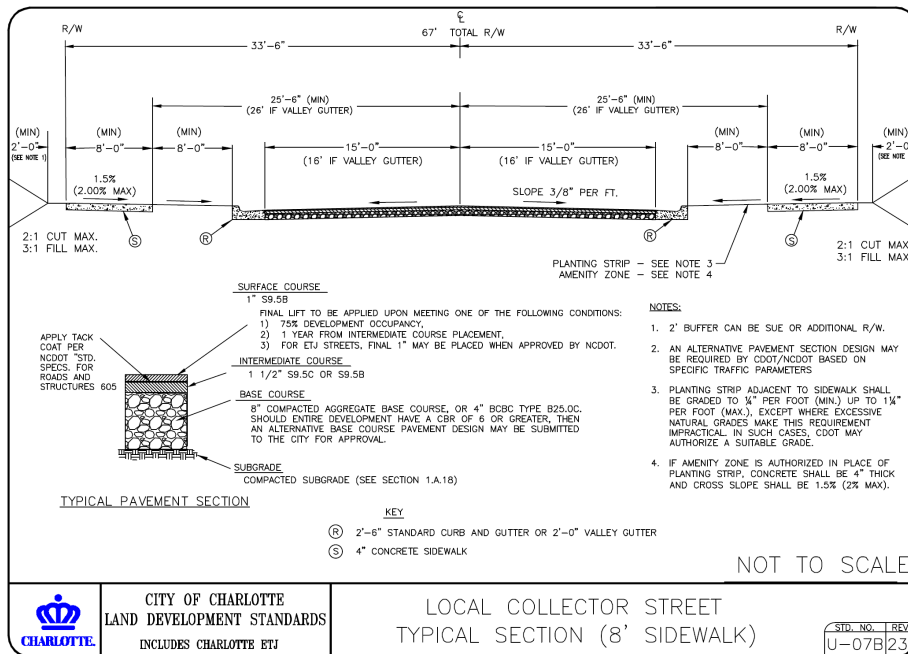 R/W
℄
67' TOTAL R/W
R/W
33'-6"
33'-6"
25'-6" (MIN)
(26' IF VALLEY GUTTER)
25'-6" (MIN)
(26' IF VALLEY GUTTER)
(MIN)
2'-0"
(SEE NOTE 1)
(MIN)
8'-0"
(MIN)
8'-0"
15'-0"
(16' IF VALLEY GUTTER)
15'-0"
(16' IF VALLEY GUTTER)
(MIN)
8'-0"
(MIN)
8'-0"
(MIN)
2'-0
(SEE NOTE
1.5%
(2.00% MAX)
SLOPE 3/8" PER FT.
1.5%
(2.00% MAX)
2:1 CUT MAX.
3:1 FILL MAX.
S
R
R
S
2:1 CUT MAX
3:1 FILL MAX
PLANTING STRIP – SEE NOTE 3
AMENITY ZONE – SEE NOTE 4
SURFACE COURSE
1" S9.5B
FINAL LIFT TO BE APPLIED UPON MEETING ONE OF THE FOLLOWING CONDITIONS:
1) 75% DEVELOPMENT OCCUPANCY,
2) 1 YEAR FROM INTERMEDIATE COURSE PLACEMENT,
3) FOR ETJ STREETS, FINAL 1" MAY BE PLACED WHEN APPROVED BY NCDOT.
APPLY TACK
COAT PER
NCDOT "STD.
SPECS. FOR
ROADS AND
STRUCTURES 605
INTERMEDIATE COURSE
1 1/2" S9.5C OR S9.5B
BASE COURSE
8" COMPACTED AGGREGATE BASE COURSE, OR 4" BCBC TYPE B25.0C.
SHOULD ENTIRE DEVELOPMENT HAVE A CBR OF 6 OR GREATER, THEN
AN ALTERNATIVE BASE COURSE PAVEMENT DESIGN MAY BE SUBMITTED
TO THE CITY FOR APPROVAL.
SUBGRADE
COMPACTED SUBGRADE (SEE SECTION 1.A.18)
TYPICAL PAVEMENT SECTION
NOTES:
1. 2' BUFFER CAN BE SUE OR ADDITIONAL R/W.
2. AN ALTERNATIVE PAVEMENT SECTION DESIGN MAY
BE REQUIRED BY CDOT/NCDOT BASED ON
SPECIFIC TRAFFIC PARAMETERS
3. PLANTING STRIP ADJACENT TO SIDEWALK SHALL
BE GRADED TO ¼" PER FOOT (MIN.) UP TO 1¼"
PER FOOT (MAX.), EXCEPT WHERE EXCESSIVE
NATURAL GRADES MAKE THIS REQUIREMENT
IMPRACTICAL. IN SUCH CASES, CDOT MAY
AUTHORIZE A SUITABLE GRADE.
4. IF AMENITY ZONE IS AUTHORIZED IN PLACE OF
PLANTING STRIP, CONCRETE SHALL BE 4" THICK
AND CROSS SLOPE SHALL BE 1.5% (2% MAX).
KEY
R 2'-6" STANDARD CURB AND GUTTER OR 2'-0" VALLEY GUTTER
S 4" CONCRETE SIDEWALK
NOT TO SCALE
CHARLOTTE.
CITY OF CHARLOTTE
LAND DEVELOPMENT STANDARDS
INCLUDES CHARLOTTE ETJ
LOCAL COLLECTOR STREET
TYPICAL SECTION (8' SIDEWALK)
STD. NO. REV
U-07B 23